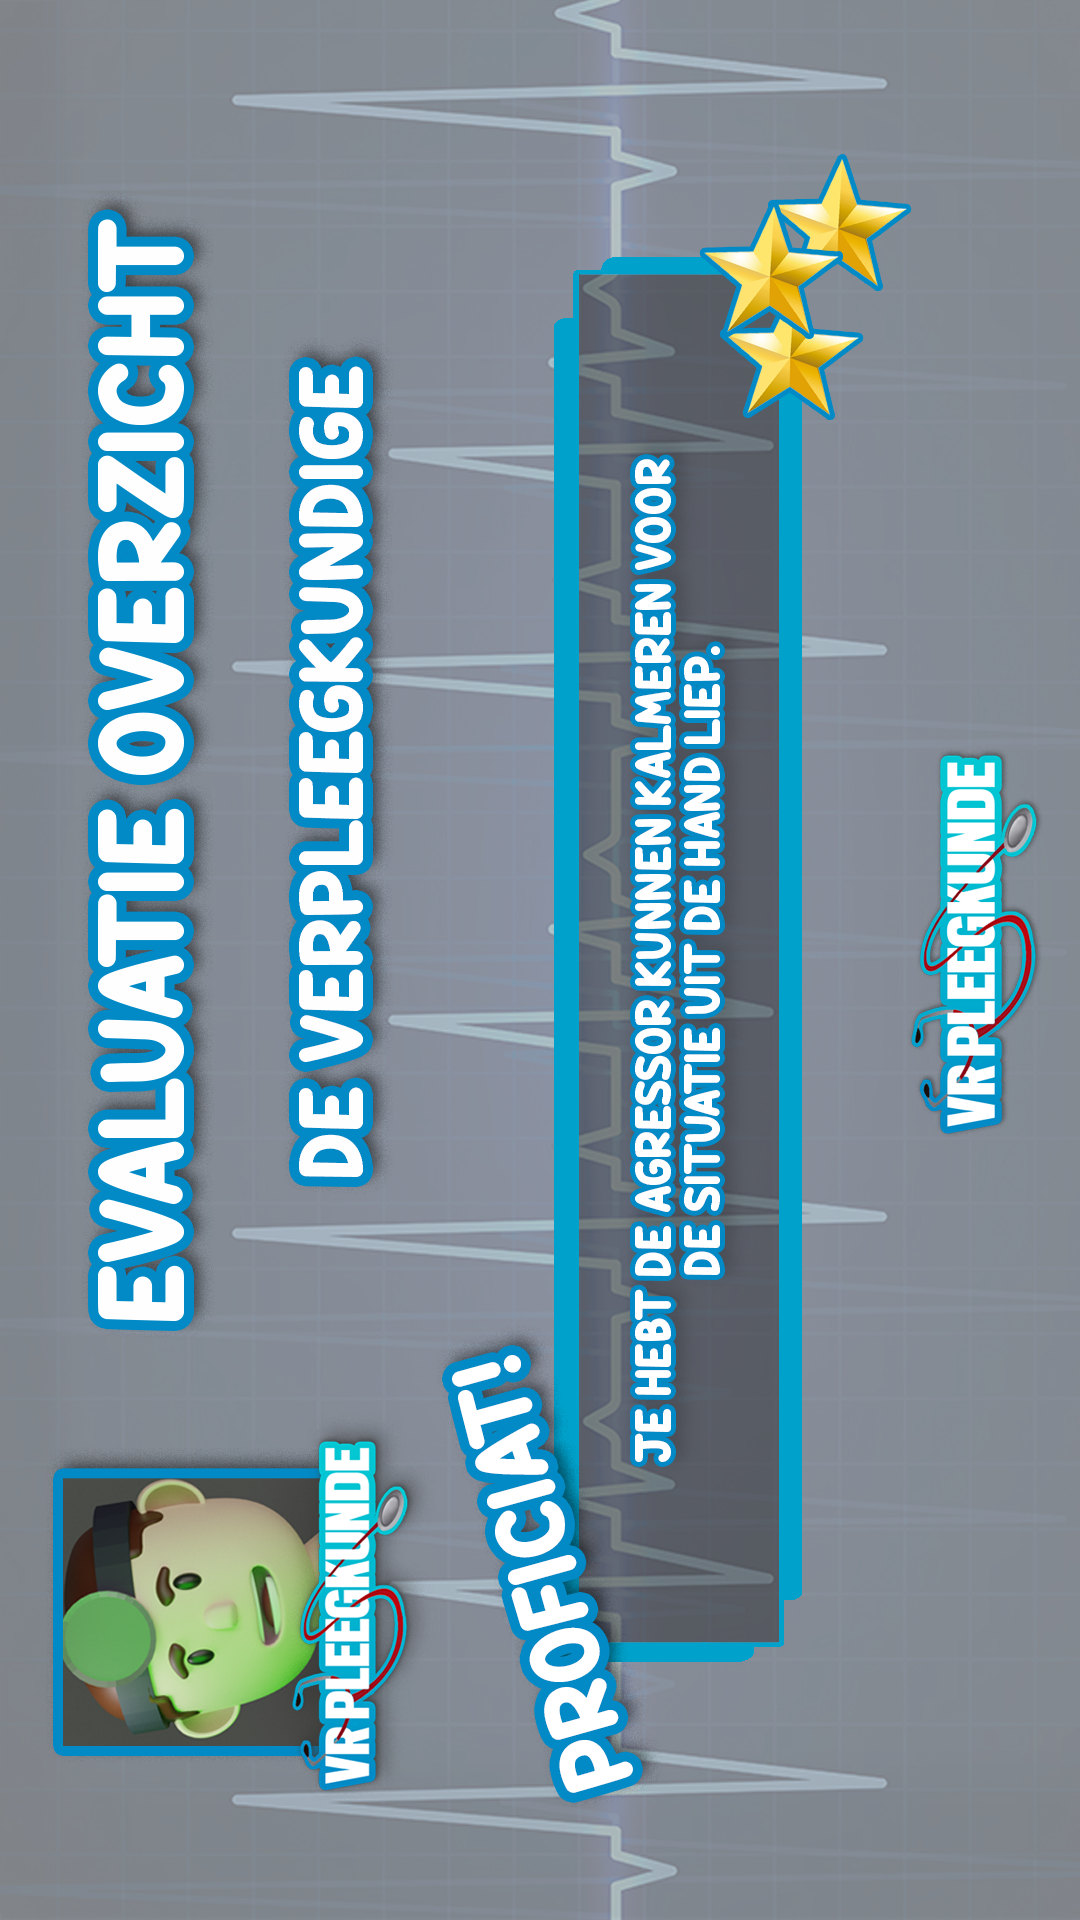 EVALUATIE OVERZICHT
DE VERPLEEGKUNDIGE
VR PLEEGKUNDE
PROFICIAT!
JE HEBT DE AGRESSOR KUNNEN KALMEREN VOOR
DE SITUATIE UIT DE HAND LIEP.
VR PLEEGKUNDE